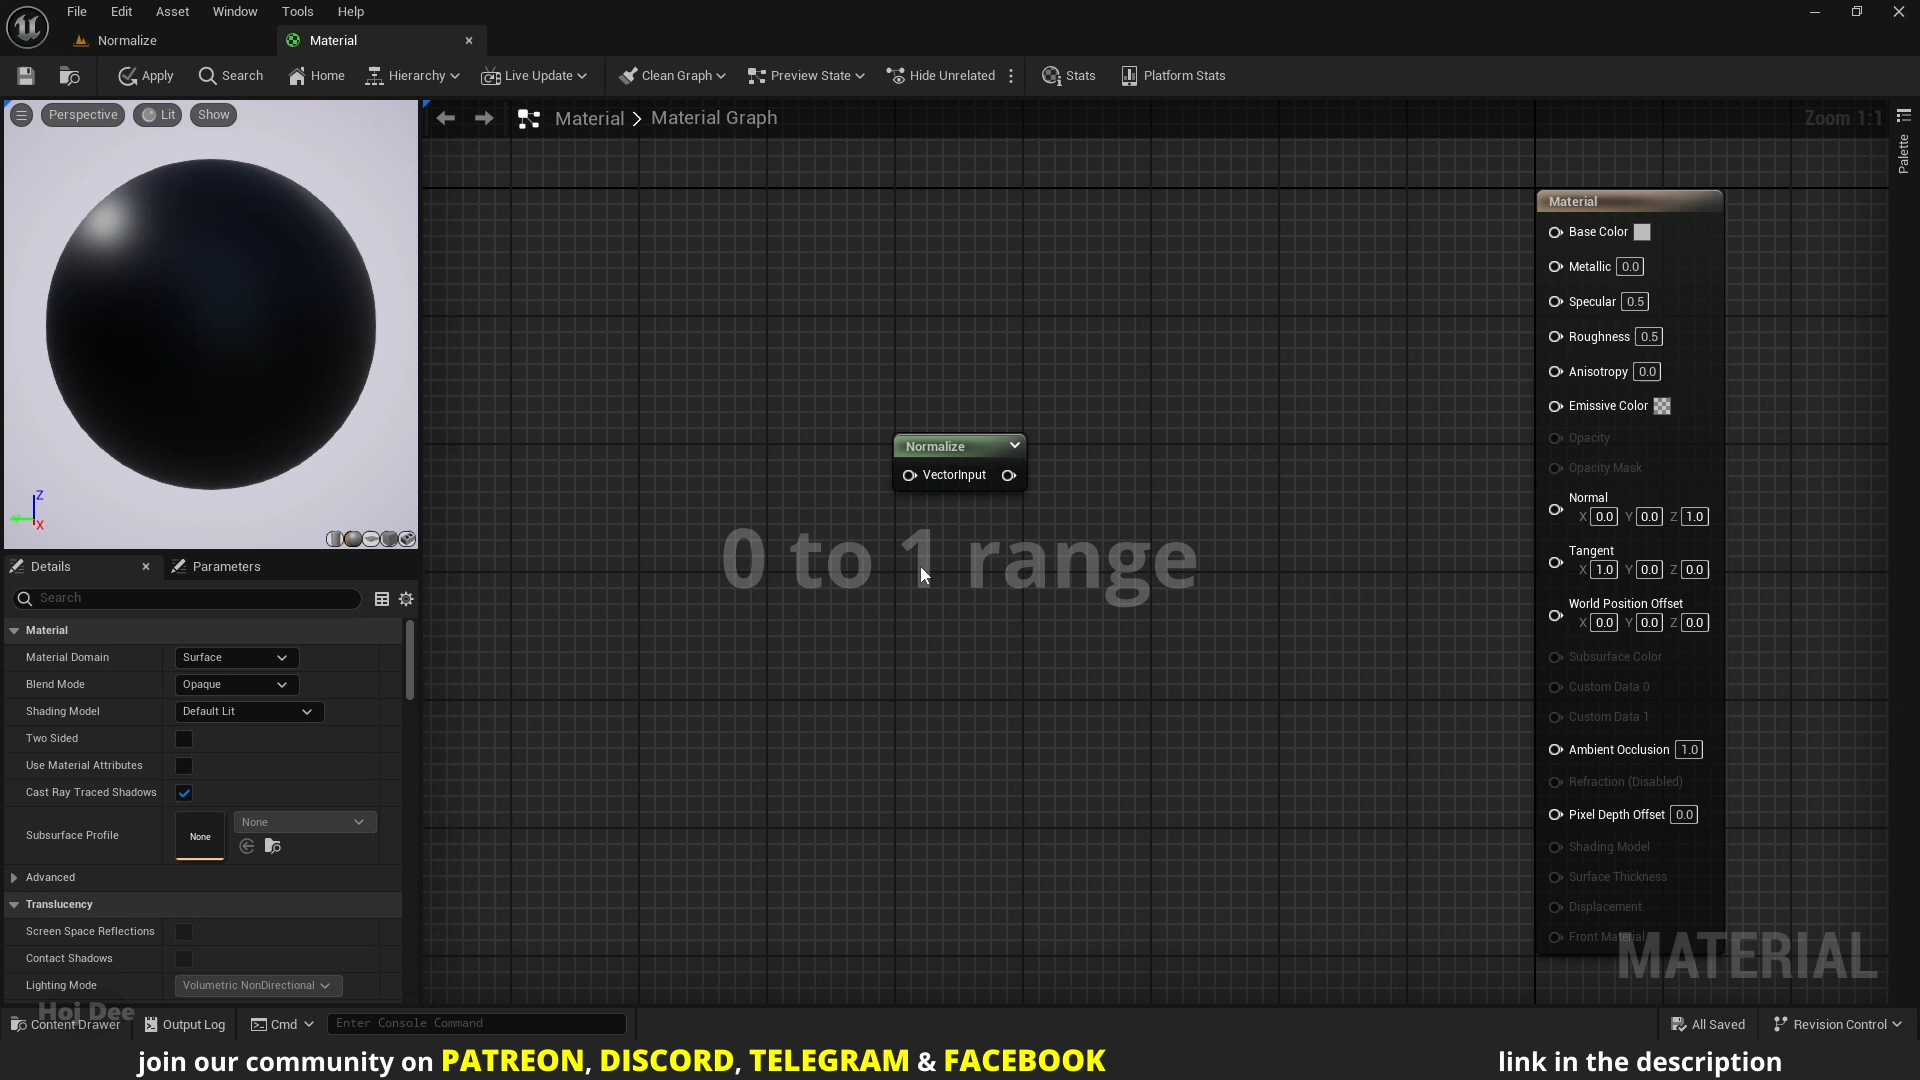 File Edit Asset Window Tools Help
Normalize
Material
Apply Search Home Hierarchy Live Update Clean Graph Preview State Hide Unrelated Stats Platform Stats
Perspective Lit Show
Material > Material Graph
Zoom 1:1
Palette
Material
Base Color
Metallic 0.0
Specular 0.5
Roughness 0.5
Anisotropy 0.0
Emissive Color
Opacity
Opacity Mask
Normal
X 0.0 Y 0.0 Z 1.0
Tangent
X 1.0 Y 0.0 Z 0.0
World Position Offset
X 0.0 Y 0.0 Z 0.0
Subsurface Color
Custom Data 0
Custom Data 1
Ambient Occlusion 1.0
Refraction (Disabled)
Pixel Depth Offset 0.0
Shading Model
Surface Thickness
Displacement
Front Material
MATERIAL
Normalize
VectorInput
0 to 1 range
Z
X
Details Parameters
Search
Material
Material Domain Surface
Blend Mode Opaque
Shading Model Default Lit
Two Sided
Use Material Attributes
Cast Ray Traced Shadows
Subsurface Profile None None
Advanced
Translucency
Screen Space Reflections
Contact Shadows
Lighting Mode Volumetric NonDirectional
Hoj Dee
Content Drawer Output Log Cmd Enter Console Command All Saved Revision Control
join our community on PATREON, DISCORD, TELEGRAM & FACEBOOK link in the description